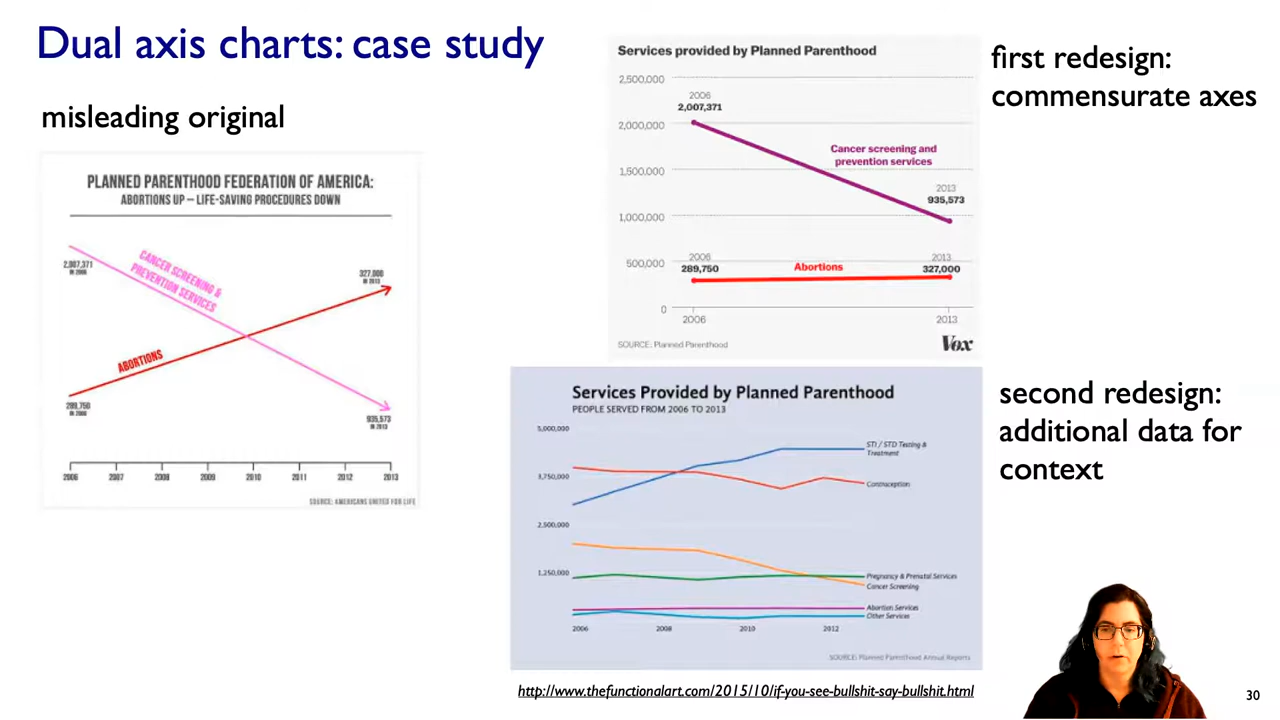 Dual axis charts: case study
misleading original
PLANNED PARENTHOOD FEDERATION OF AMERICA:
ABORTIONS UP – LIFE-SAVING PROCEDURES DOWN
2,007,371
IN 2006
CANCER SCREENING &
PREVENTION SERVICES
327,000
IN 2013
ABORTIONS
289,750
IN 2006
935,573
IN 2013
2006 2007 2008 2009 2010 2011 2012 2013
SOURCE: AMERICANS UNITED FOR LIFE
Services provided by Planned Parenthood
2,500,000
2006
2,007,371
2,000,000
Cancer screening and
prevention services
1,500,000
2013
935,573
1,000,000
500,000
2006
289,750
Abortions
2013
327,000
0
2006 2013
SOURCE: Planned Parenthood
Vox
first redesign:
commensurate axes
Services Provided by Planned Parenthood
PEOPLE SERVED FROM 2006 TO 2013
5,000,000
STI / STD Testing &
Treatment
3,750,000
Contraception
2,500,000
1,250,000
Pregnancy & Prenatal Services
Cancer Screening
Abortion Services
Other Services
2006 2008 2010 2012
SOURCE: Planned Parenthood Annual Reports
second redesign:
additional data for
context
http://www.thefunctionalart.com/2015/10/if-you-see-bullshit-say-bullshit.html
30